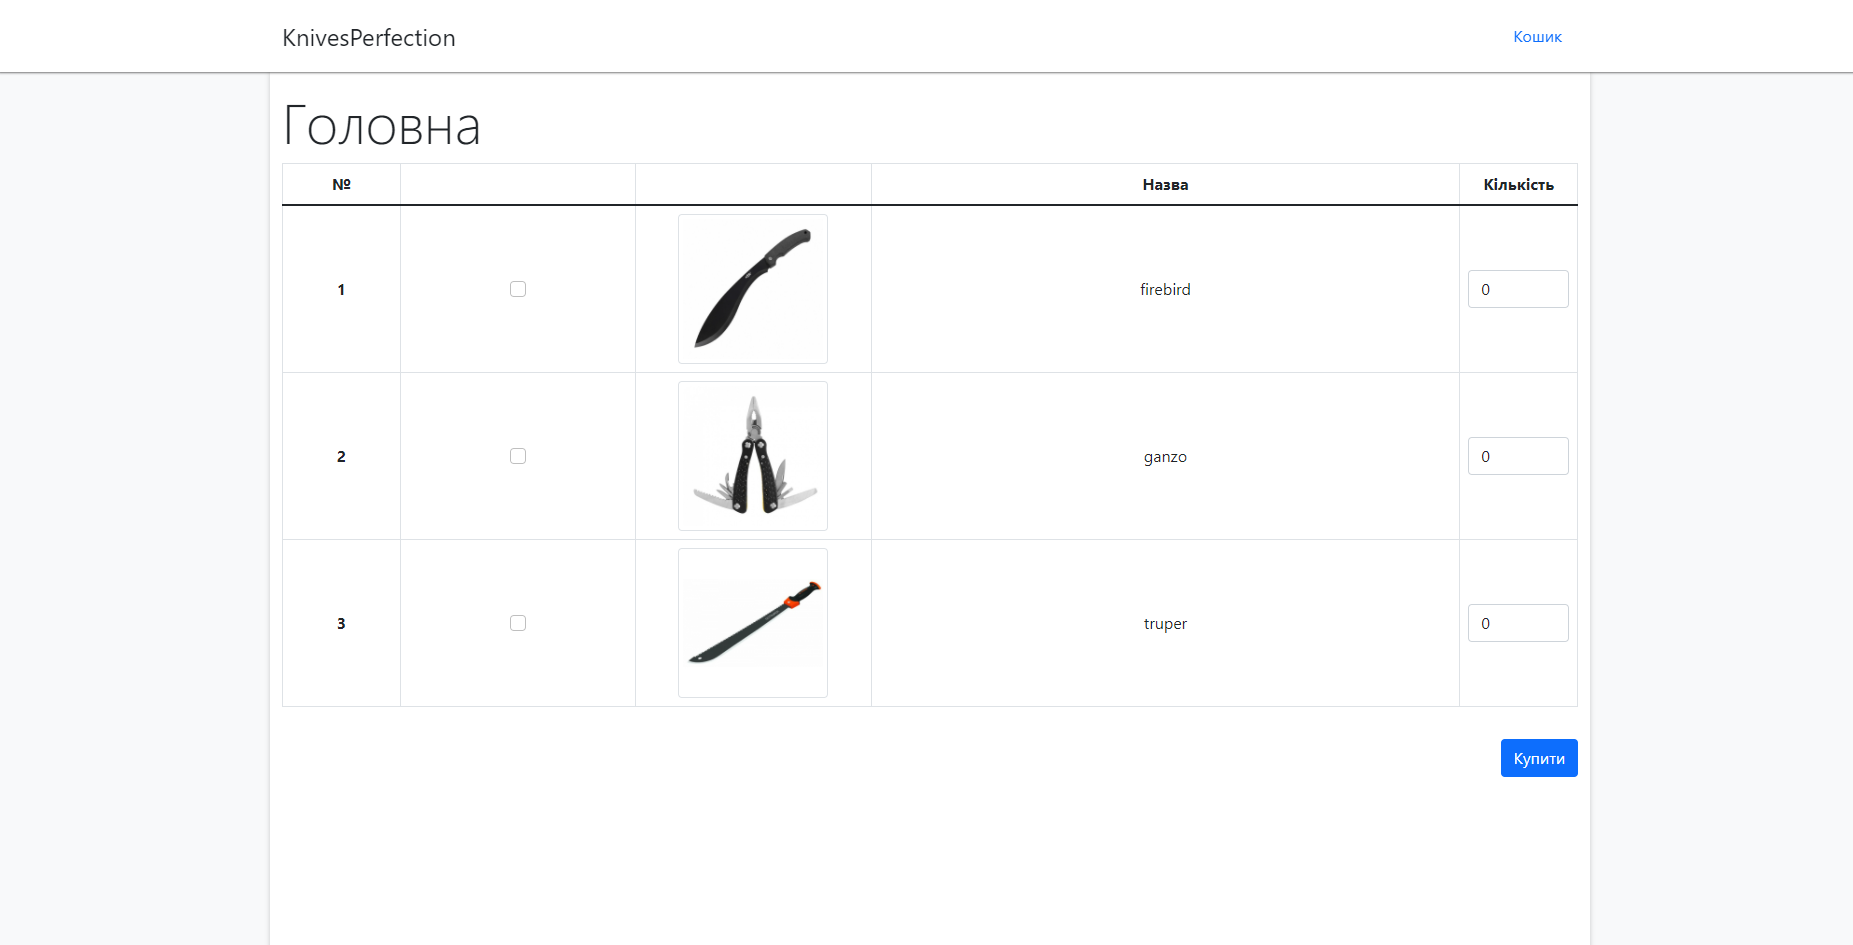 KnivesPerfection
Кошик
Головна
№ Назва Кількість
1 firebird 0
2 ganzo 0
3 truper 0
Купити